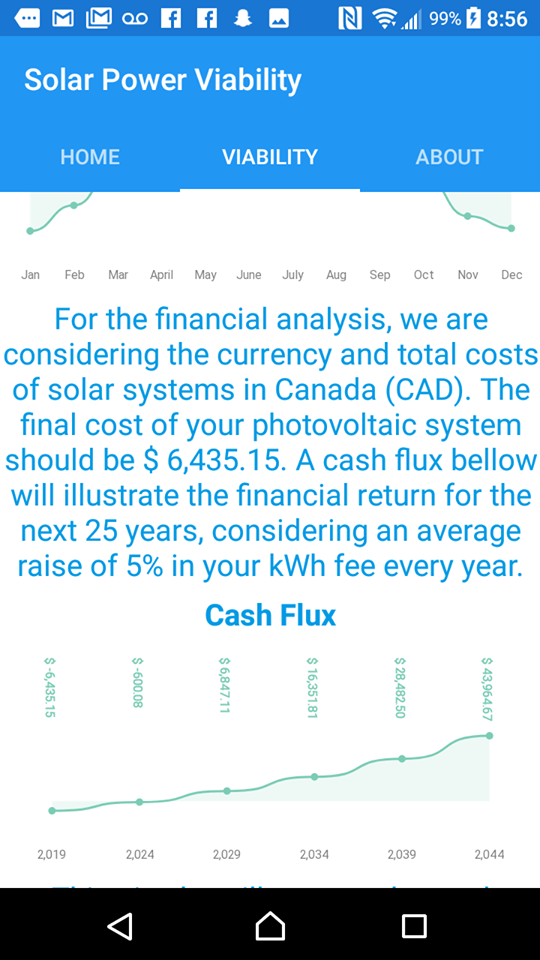 99% 8:56
Solar Power Viability
HOME VIABILITY ABOUT
Jan Feb Mar April May June July Aug Sep Oct Nov Dec
For the financial analysis, we are
considering the currency and total costs
of solar systems in Canada (CAD). The
final cost of your photovoltaic system
should be $ 6,435.15. A cash flux bellow
will illustrate the financial return for the
next 25 years, considering an average
raise of 5% in your kWh fee every year.
Cash Flux
$ -6,435.15 $ -600.08 $ 6,847.11 $ 16,351.81 $ 28,482.50 $ 43,964.67
2,019 2,024 2,029 2,034 2,039 2,044